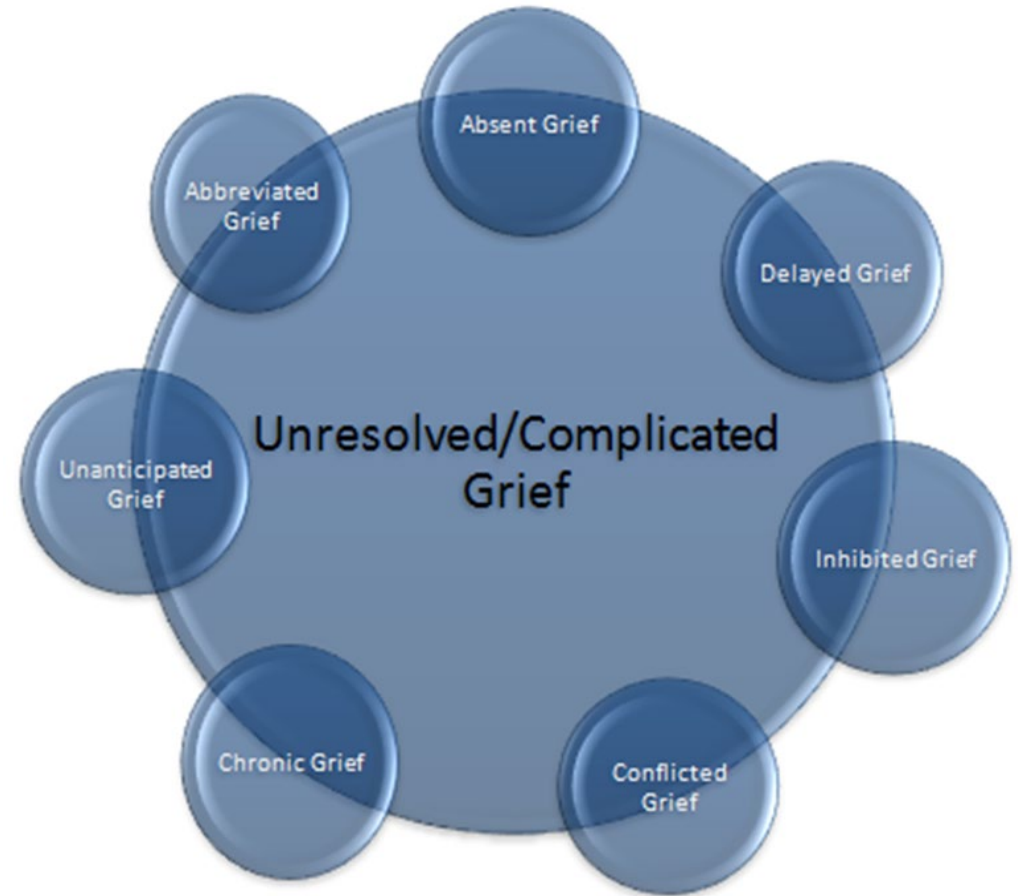 Absent Grief
Delayed Grief
Inhibited Grief
Conflicted
Grief
Chronic Grief
Unanticipated
Grief
Abbreviated
Grief
Unresolved/Complicated
Grief